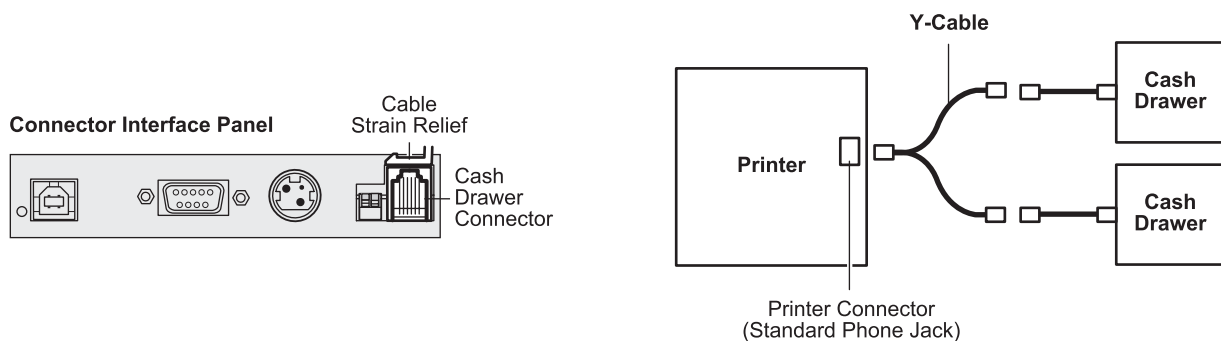 Connector Interface Panel
Cable
Strain Relief
Cash
Drawer
Connector
Y-Cable
Printer
Cash
Drawer
Cash
Drawer
Printer Connector
(Standard Phone Jack)